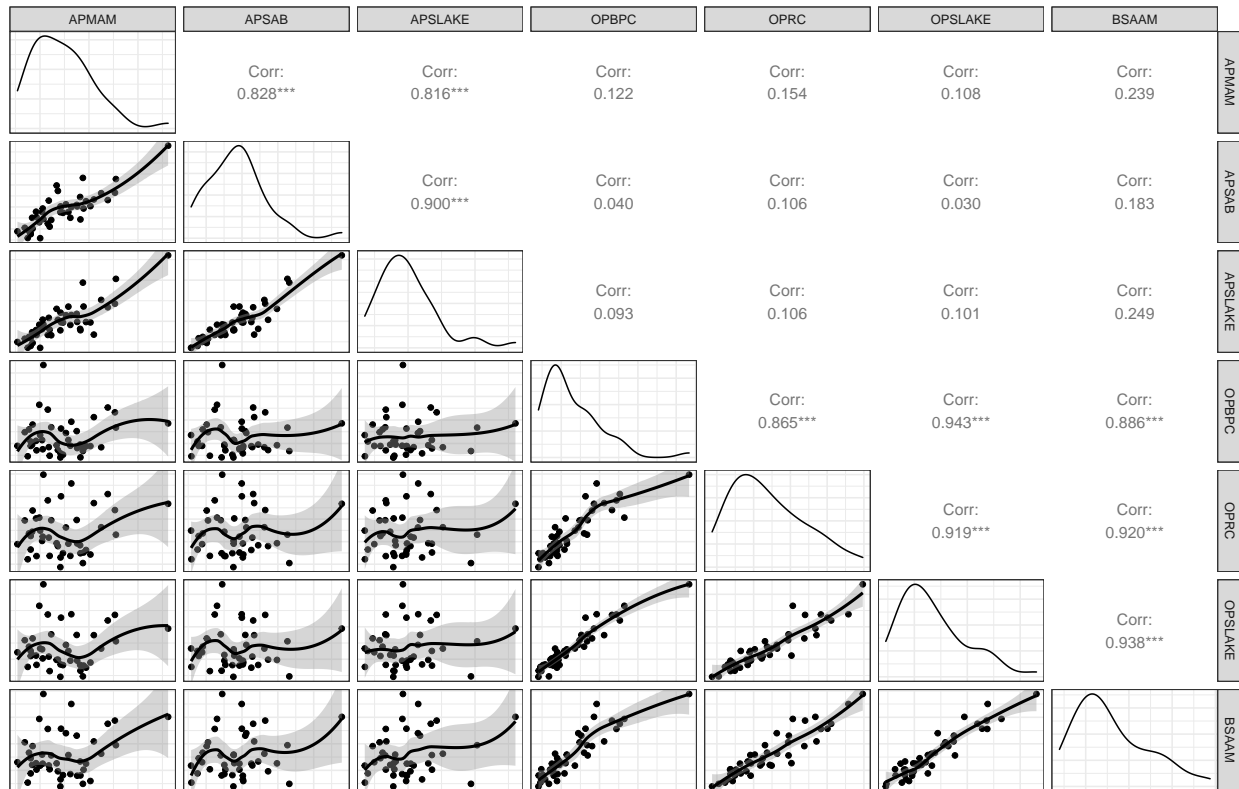 APMAM APSAB APSLAKE OPBPC OPRC OPSLAKE BSAAM
Corr: Corr: Corr: Corr: Corr: Corr:
0.828*** 0.816*** 0.122 0.154 0.108 0.239
APMAM
Corr: Corr: Corr: Corr: Corr:
0.900*** 0.040 0.106 0.030 0.183
APSAB
Corr: Corr: Corr: Corr:
0.093 0.106 0.101 0.249
APSLAKE
Corr: Corr: Corr:
0.865*** 0.943*** 0.886***
OPBPC
Corr: Corr:
0.919*** 0.920***
OPRC
Corr:
0.938***
OPSLAKE
BSAAM